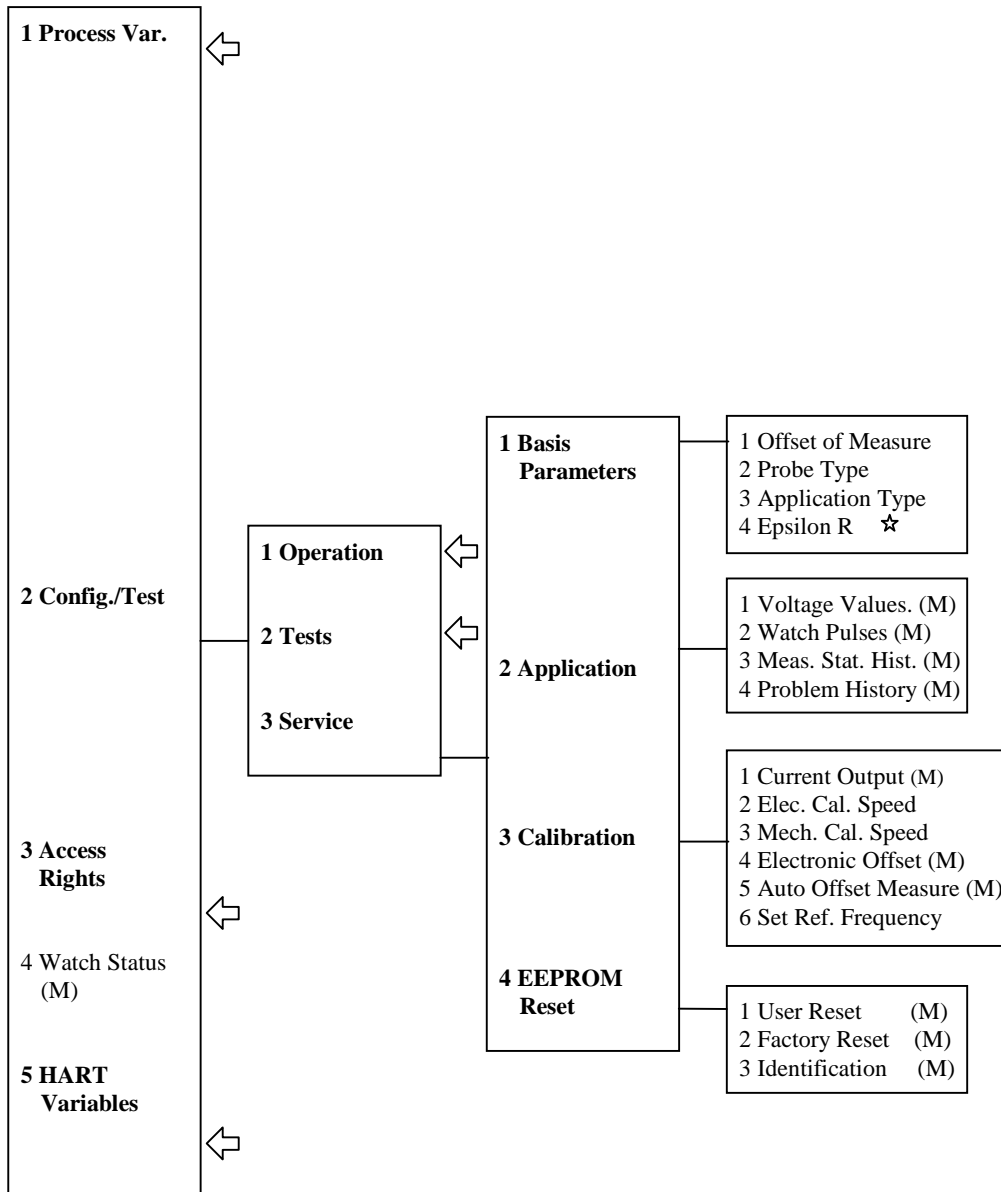 1 Process Var.
2 Config./Test
3 Access
Rights
4 Watch Status
(M)
5 HART
Variables
1 Operation
2 Tests
3 Service
1 Basis
Parameters
2 Application
3 Calibration
4 EEPROM
Reset
1 Offset of Measure
2 Probe Type
3 Application Type
4 Epsilon R ☆
1 Voltage Values. (M)
2 Watch Pulses (M)
3 Meas. Stat. Hist. (M)
4 Problem History (M)
1 Current Output (M)
2 Elec. Cal. Speed
3 Mech. Cal. Speed
4 Electronic Offset (M)
5 Auto Offset Measure (M)
6 Set Ref. Frequency
1 User Reset (M)
2 Factory Reset (M)
3 Identification (M)